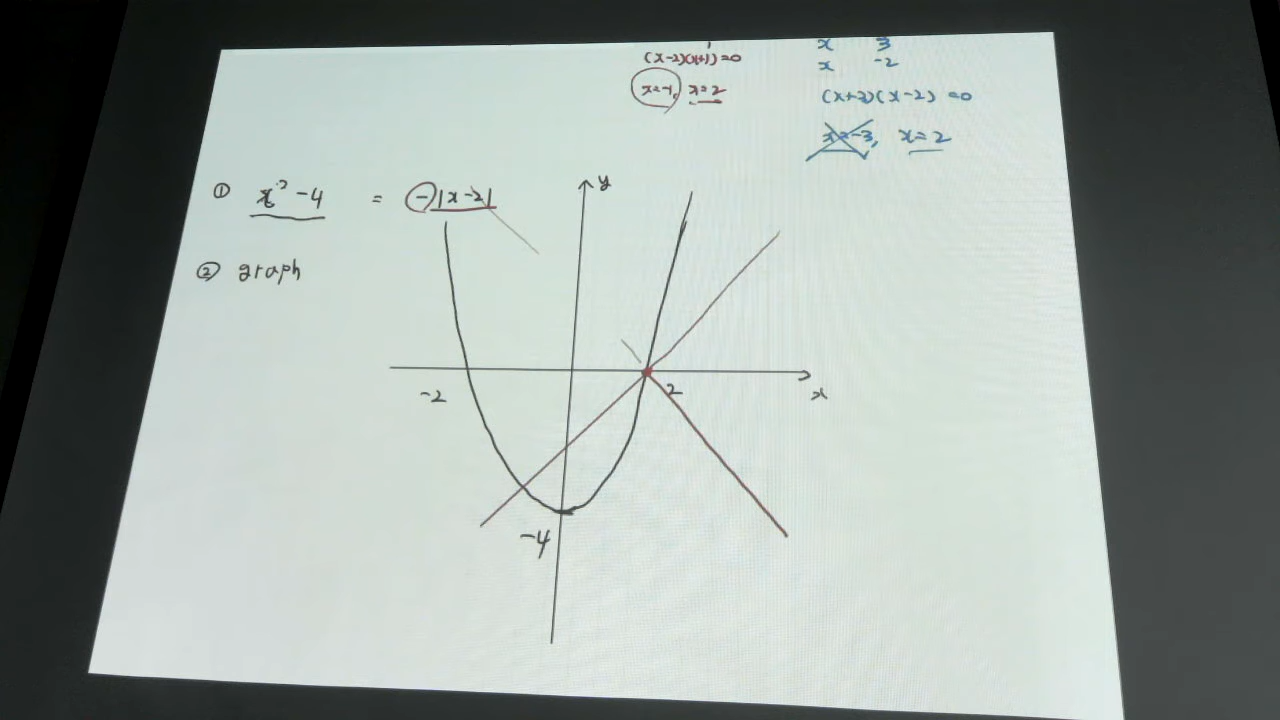 (x-2)(x+1)=0
x=-1, x=2
x 3
x -2
(x+3)(x-2)=0
x=-3, x=2
① x²-4 = -|x-2|
② graph
y
-2
2
x
-4